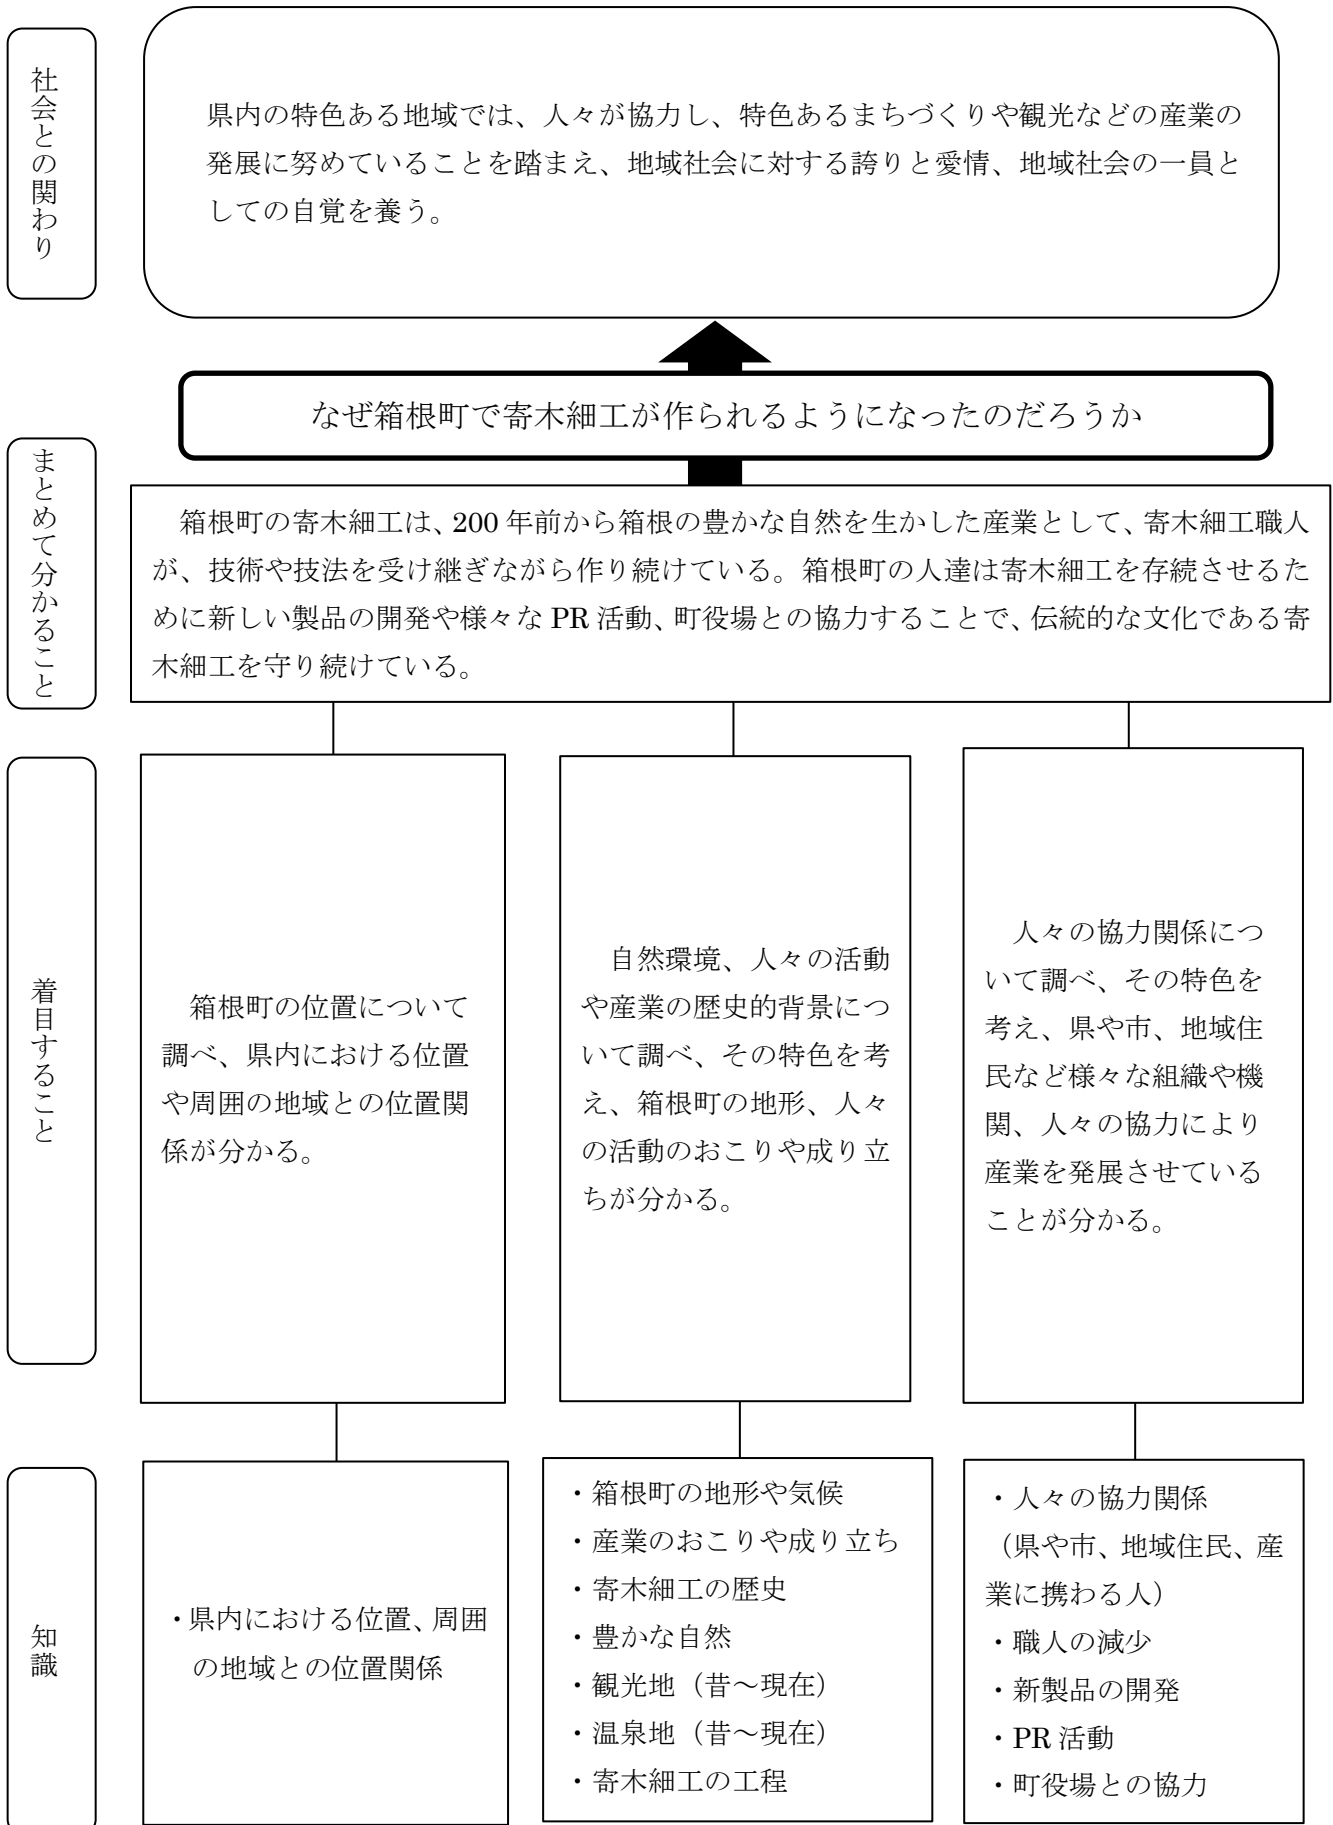 社会との関わり
県内の特色ある地域では、人々が協力し、特色あるまちづくりや観光などの産業の
発展に努めていることを踏まえ、地域社会に対する誇りと愛情、地域社会の一員と
しての自覚を養う。
なぜ箱根町で寄木細工が作られるようになったのだろうか
まとめて分かること
箱根町の寄木細工は、200 年前から箱根の豊かな自然を生かした産業として、寄木細工職人
が、技術や技法を受け継ぎながら作り続けている。箱根町の人達は寄木細工を存続させるた
めに新しい製品の開発や様々な PR 活動、町役場との協力することで、伝統的な文化である寄
木細工を守り続けている。
着目すること
箱根町の位置について
調べ、県内における位置
や周囲の地域との位置関
係が分かる。
自然環境、人々の活動
や産業の歴史的背景につ
いて調べ、その特色を考
え、箱根町の地形、人々
の活動のおこりや成り立
ちが分かる。
人々の協力関係につ
いて調べ、その特色を
考え、県や市、地域住
民など様々な組織や機
関、人々の協力により
産業を発展させている
ことが分かる。
知識
・県内における位置、周囲
の地域との位置関係
・箱根町の地形や気候
・産業のおこりや成り立ち
・寄木細工の歴史
・豊かな自然
・観光地（昔～現在）
・温泉地（昔～現在）
・寄木細工の工程
・人々の協力関係
（県や市、地域住民、産
業に携わる人）
・職人の減少
・新製品の開発
・PR 活動
・町役場との協力